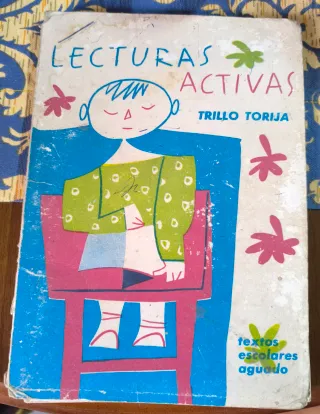 LECTURAS
ACTIVAS
TRILLO TORIJA
textos
escolares
aguado